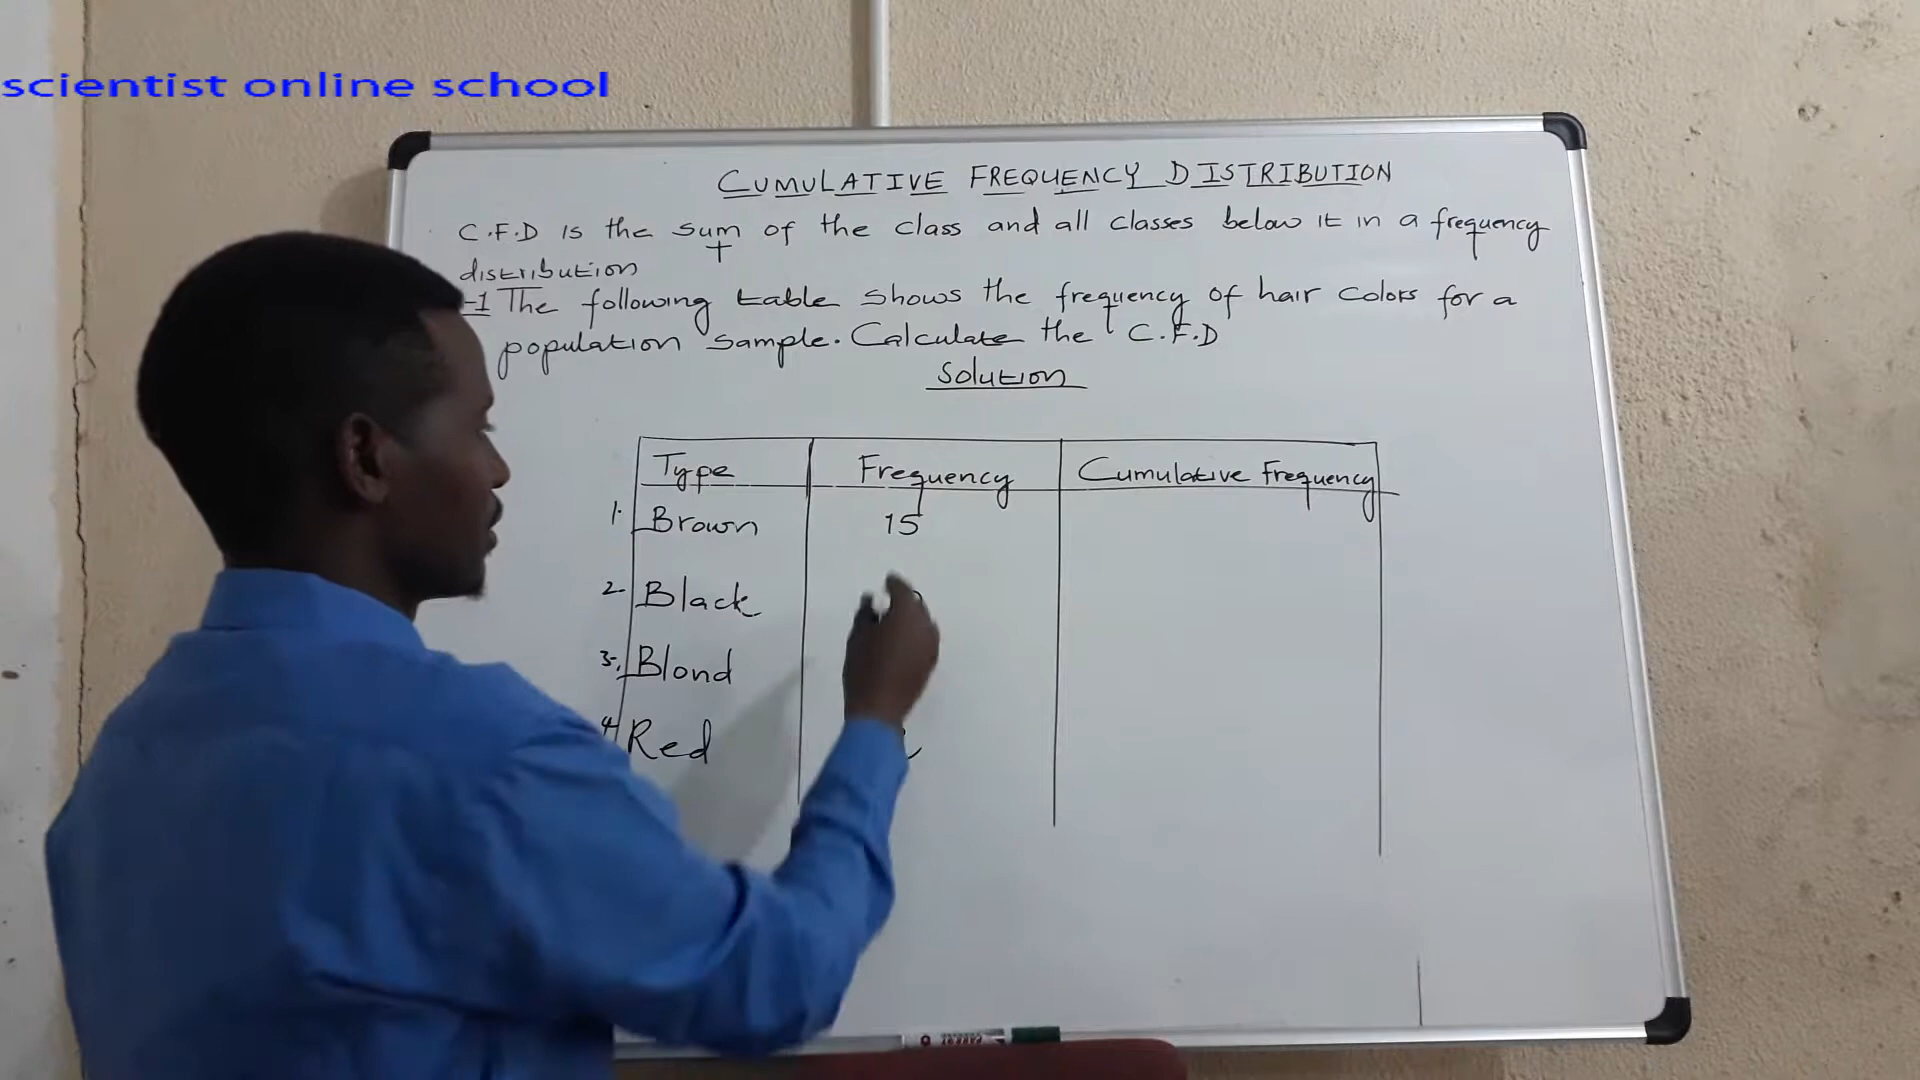 scientist online school
CUMULATIVE FREQUENCY DISTRIBUTION
C.F.D is the sum of the class and all classes below it in a frequency
+
distribution
-1 The following table shows the frequency of hair colors for a
population sample. Calculate the C.F.D
Solution
Type Frequency Cumulative frequency
1. Brown 15
2. Black
3. Blond
4. Red